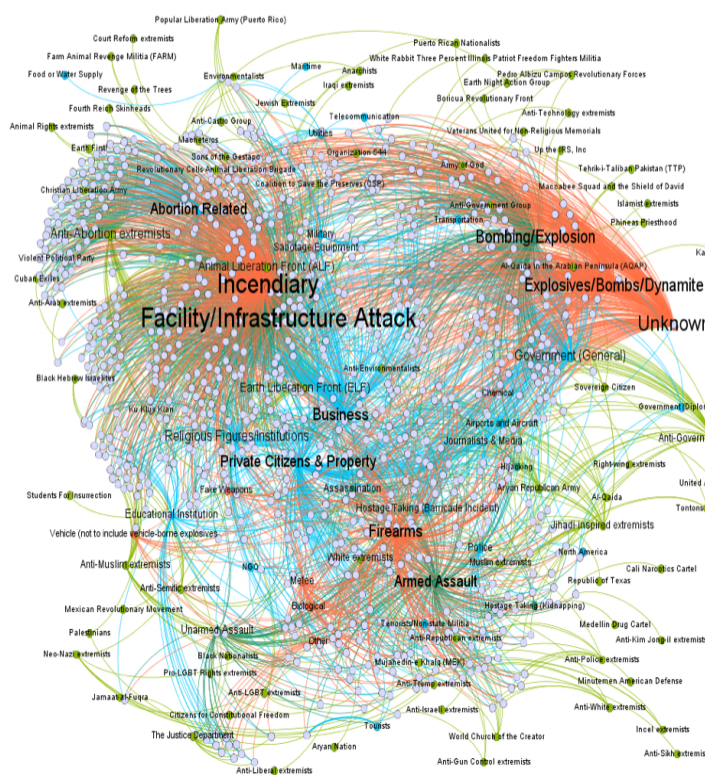 Popular Liberation Army (Puerto Rico)
Court Reform extremists
Puerto Rican Nationalists
Farm Animal Revenge Militia (FARM)
Maritime
White Rabbit Three Percent Illinois Patriot Freedom Fighters Militia
Food or Water Supply
Environmentalists
Anarchists
Pedro Albizu Campos Revolutionary Forces
Iraqi extremists
Earth Night Action Group
Revenge of the Trees
Jewish Extremists
Boricua Revolutionary Front
Fourth Reich Skinheads
Anti-Castro Group
Telecommunication
Anti-Technology extremists
Animal Rights extremists
Macheteros
Utilities
Veterans United for Non-Religious Memorials
Earth First!
Sons of the Gestapo
Organization 544
Up the IRS, Inc
Revolutionary Cells-Animal Liberation Brigade
Army of God
Tehrik-i-Taliban Pakistan (TTP)
Christian Liberation Army
Coalition to Save the Preserves (CSP)
Maccabee Squad and the Shield of David
Abortion Related
Anti-Government Group
Islamist extremists
Transportation
Phineas Priesthood
Anti-Abortion extremists
Military
Bombing/Explosion
Sabotage Equipment
Violent Political Party
Animal Liberation Front (ALF)
Al-Qaida in the Arabian Peninsula (AQAP)
Ka
Cuban Exiles
Incendiary
Explosives/Bombs/Dynamite
Anti-Arab extremists
Facility/Infrastructure Attack
Unknown
Government (General)
Anti-Environmentalists
Black Hebrew Israelites
Earth Liberation Front (ELF)
Chemical
Sovereign Citizen
Ku Klux Klan
Business
Government (Diplon
Airports and Aircraft
Religious Figures/Institutions
Journalists & Media
Anti-Govern
Private Citizens & Property
Hijacking
Right-wing extremists
Fake Weapons
Assassination
Aryan Republican Army
United A
Students For Insurrection
Al-Qaida
Educational Institution
Hostage Taking (Barricade Incident)
Tontons
Vehicle (not to include vehicle-borne explosives
Firearms
Jihadi-inspired extremists
Police
North America
Anti-Muslim extremists
White extremists
Muslim extremists
NGO
Cali Narcotics Cartel
Anti-Semitic extremists
Melee
Armed Assault
Republic of Texas
Mexican Revolutionary Movement
Biological
Hostage Taking (Kidnapping)
Palestinians
Unarmed Assault
Terrorists/Non-state Militia
Medellin Drug Cartel
Other
Anti-Republican extremists
Anti-Kim Jong-il extremists
Neo-Nazi extremists
Black Nationalists
Mujahedin-e Khalq (MEK)
Anti-Police extremists
Pro-LGBT Rights extremists
Anti-Trump extremists
Minutemen American Defense
Jamaat-al-Fuqra
Anti-LGBT extremists
Anti-Israeli extremists
Anti-White extremists
Citizens for Constitutional Freedom
Tourists
Incel extremists
The Justice Department
Aryan Nation
World Church of the Creator
Anti-Sikh extremists
Anti-Gun Control extremists
Anti-Liberal extremists